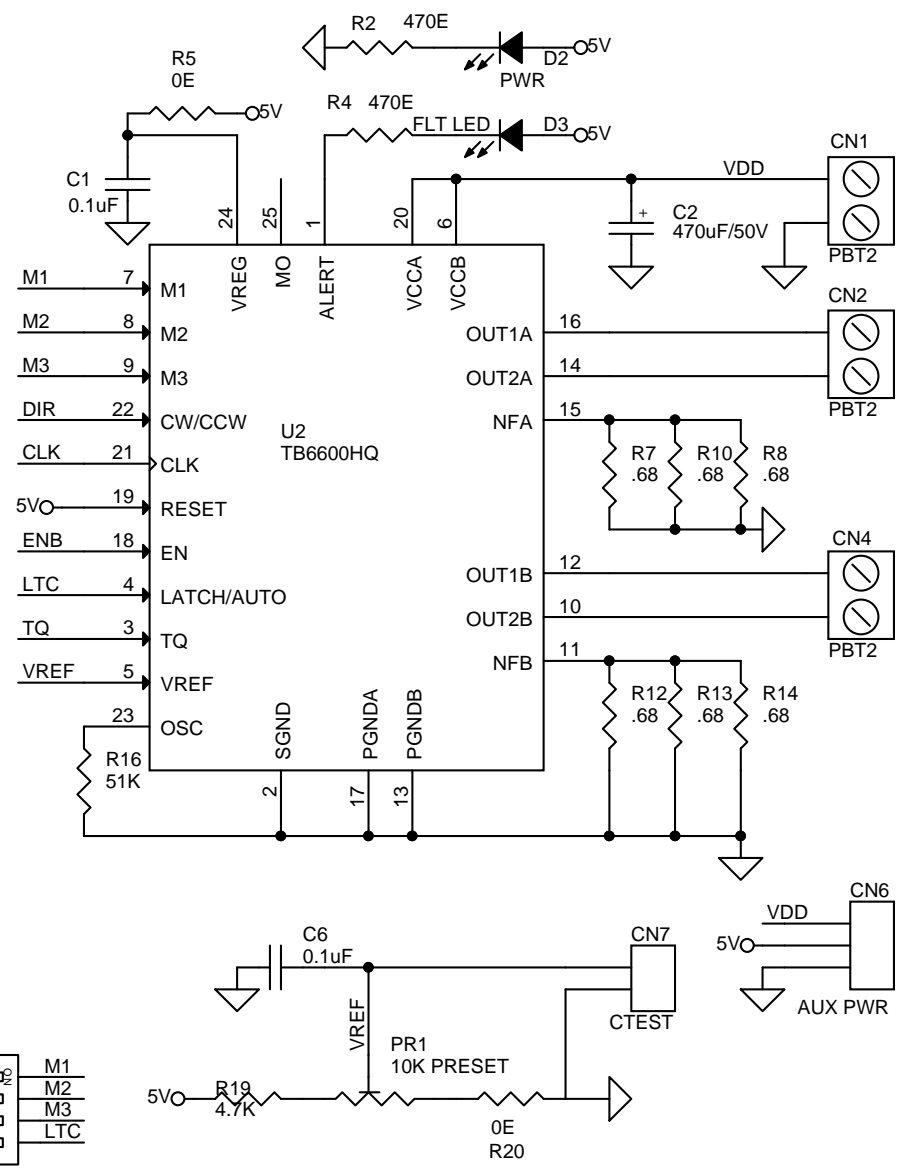 R2 470E
5V
D2
PWR
R5
0E
5V
R4 470E
FLT LED
D3
5V
CN1
VDD
C1
0.1uF
+
C2
470uF/50V
PBT2
24
25
1
20
6
VREG
MO
ALERT
VCCA
VCCB
CN2
M1 7 M1
M2 8 M2
M3 9 M3
DIR 22 CW/CCW
CLK 21 CLK
5V 19 RESET
ENB 18 EN
LTC 4 LATCH/AUTO
TQ 3 TQ
VREF 5 VREF
23 OSC
U2
TB6600HQ
OUT1A 16
OUT2A 14
PBT2
NFA 15
R7
.68
R10
.68
R8
.68
CN4
OUT1B 12
OUT2B 10
PBT2
NFB 11
R12
.68
R13
.68
R14
.68
SGND
PGNDA
PGNDB
2
17
13
R16
51K
CN6
VDD
5V
AUX PWR
C6
0.1uF
CN7
CTEST
VREF
PR1
10K PRESET
5V
R19
4.7K
0E
R20
ON
M1
M2
M3
LTC